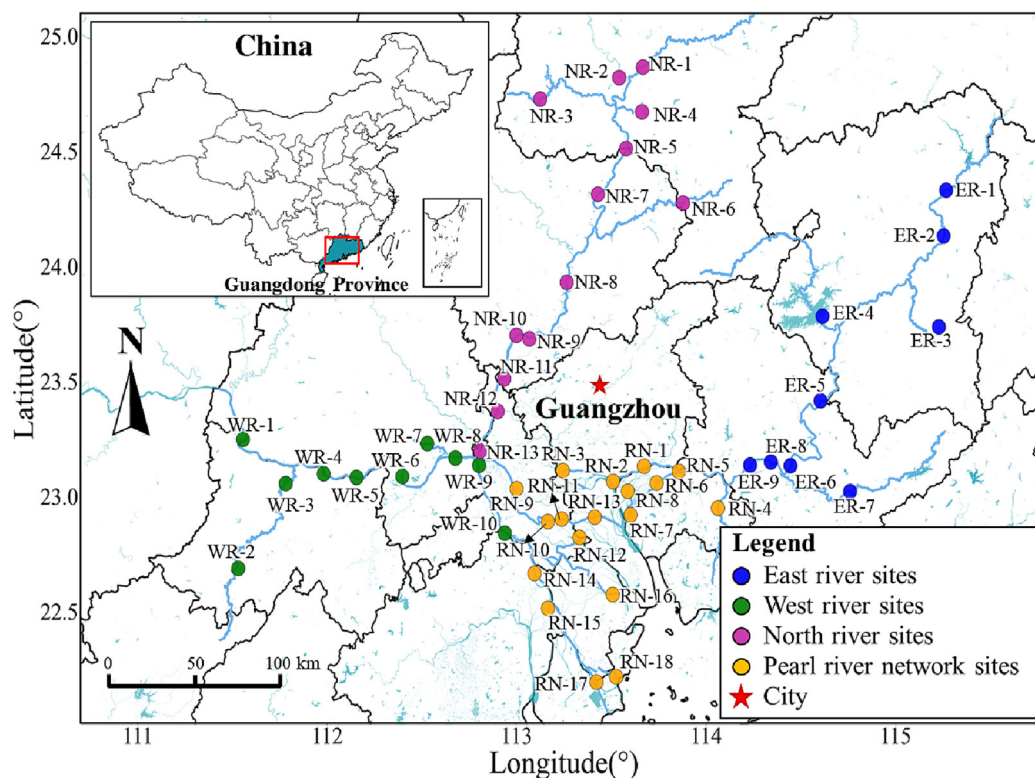 China
Guangdong Province
25.0
24.5
24.0
23.5
23.0
22.5
Latitude(°)
N
NR-1
NR-2
NR-3
NR-4
NR-5
NR-7
NR-6
NR-8
NR-10
NR-9
NR-11
NR-12
NR-13
ER-1
ER-2
ER-4
ER-3
ER-5
ER-8
ER-9
ER-6
ER-7
Guangzhou
WR-1
WR-4
WR-7
WR-8
WR-6
WR-3
WR-5
WR-9
WR-2
WR-10
RN-3
RN-1
RN-2
RN-5
RN-11
RN-6
RN-9
RN-13
RN-8
RN-4
RN-7
RN-10
RN-12
RN-14
RN-16
RN-15
RN-18
RN-17
0 50 100 km
Legend
East river sites
West river sites
North river sites
Pearl river network sites
City
111 112 113 114 115
Longitude(°)